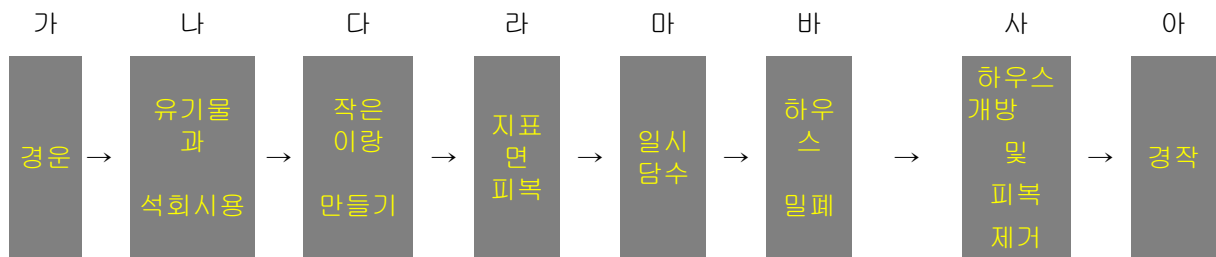 가 나 다 라 마 바 사 아
경운 →
유기물
과
석회시용
→
작은
이랑
만들기
→
지표
면
피복
→
일시
담수
→
하우
스
밀폐
→
하우스
개방
및
피복
제거
→
경작